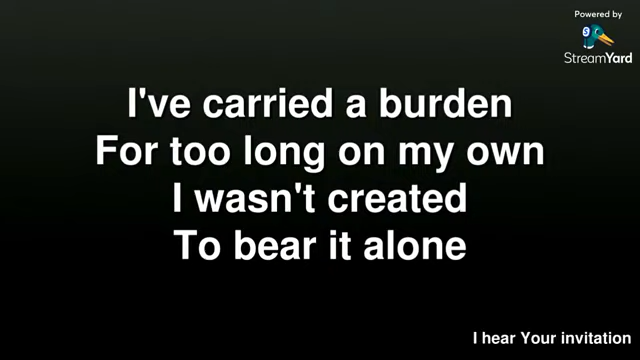 Powered by
StreamYard
I've carried a burden
For too long on my own
I wasn't created
To bear it alone
I hear Your invitation